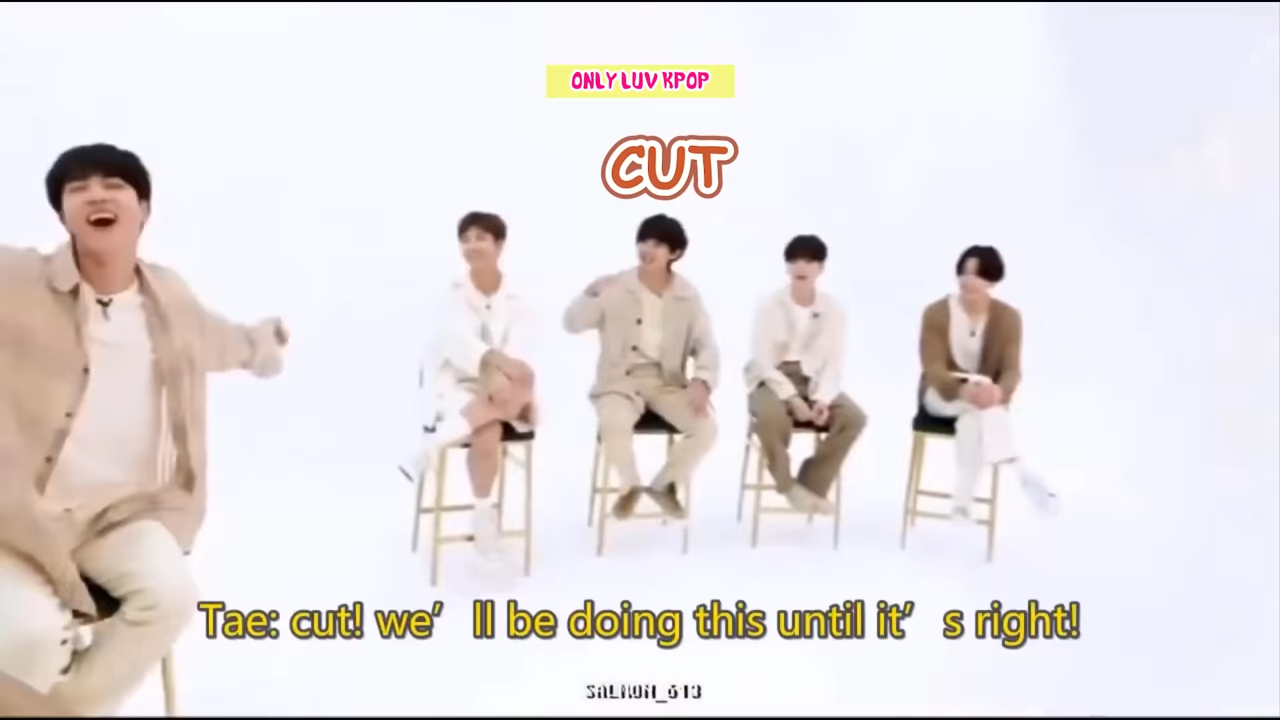 ONLY LUV KPOP
CUT
Tae: cut! we’ll be doing this until it’s right!
SALMON_613